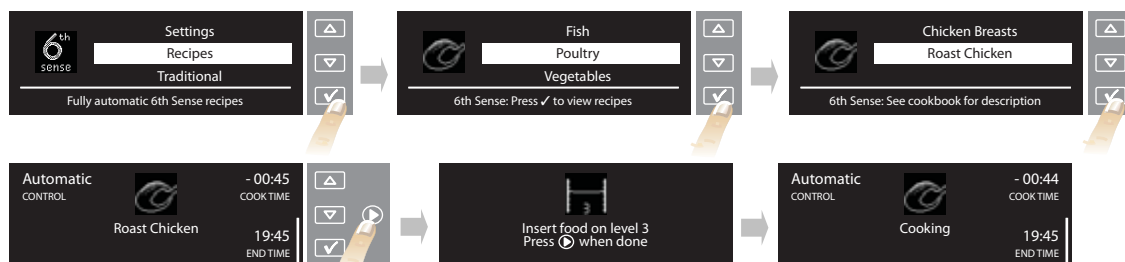 6th
sense
Settings
Recipes
Traditional
Fully automatic 6th Sense recipes
Fish
Poultry
Vegetables
6th Sense: Press ✓ to view recipes
Chicken Breasts
Roast Chicken
6th Sense: See cookbook for description
Automatic
CONTROL
- 00:45
COOK TIME
Roast Chicken
19:45
END TIME
3
Insert food on level 3
Press ▶ when done
Automatic
CONTROL
- 00:44
COOK TIME
Cooking
19:45
END TIME